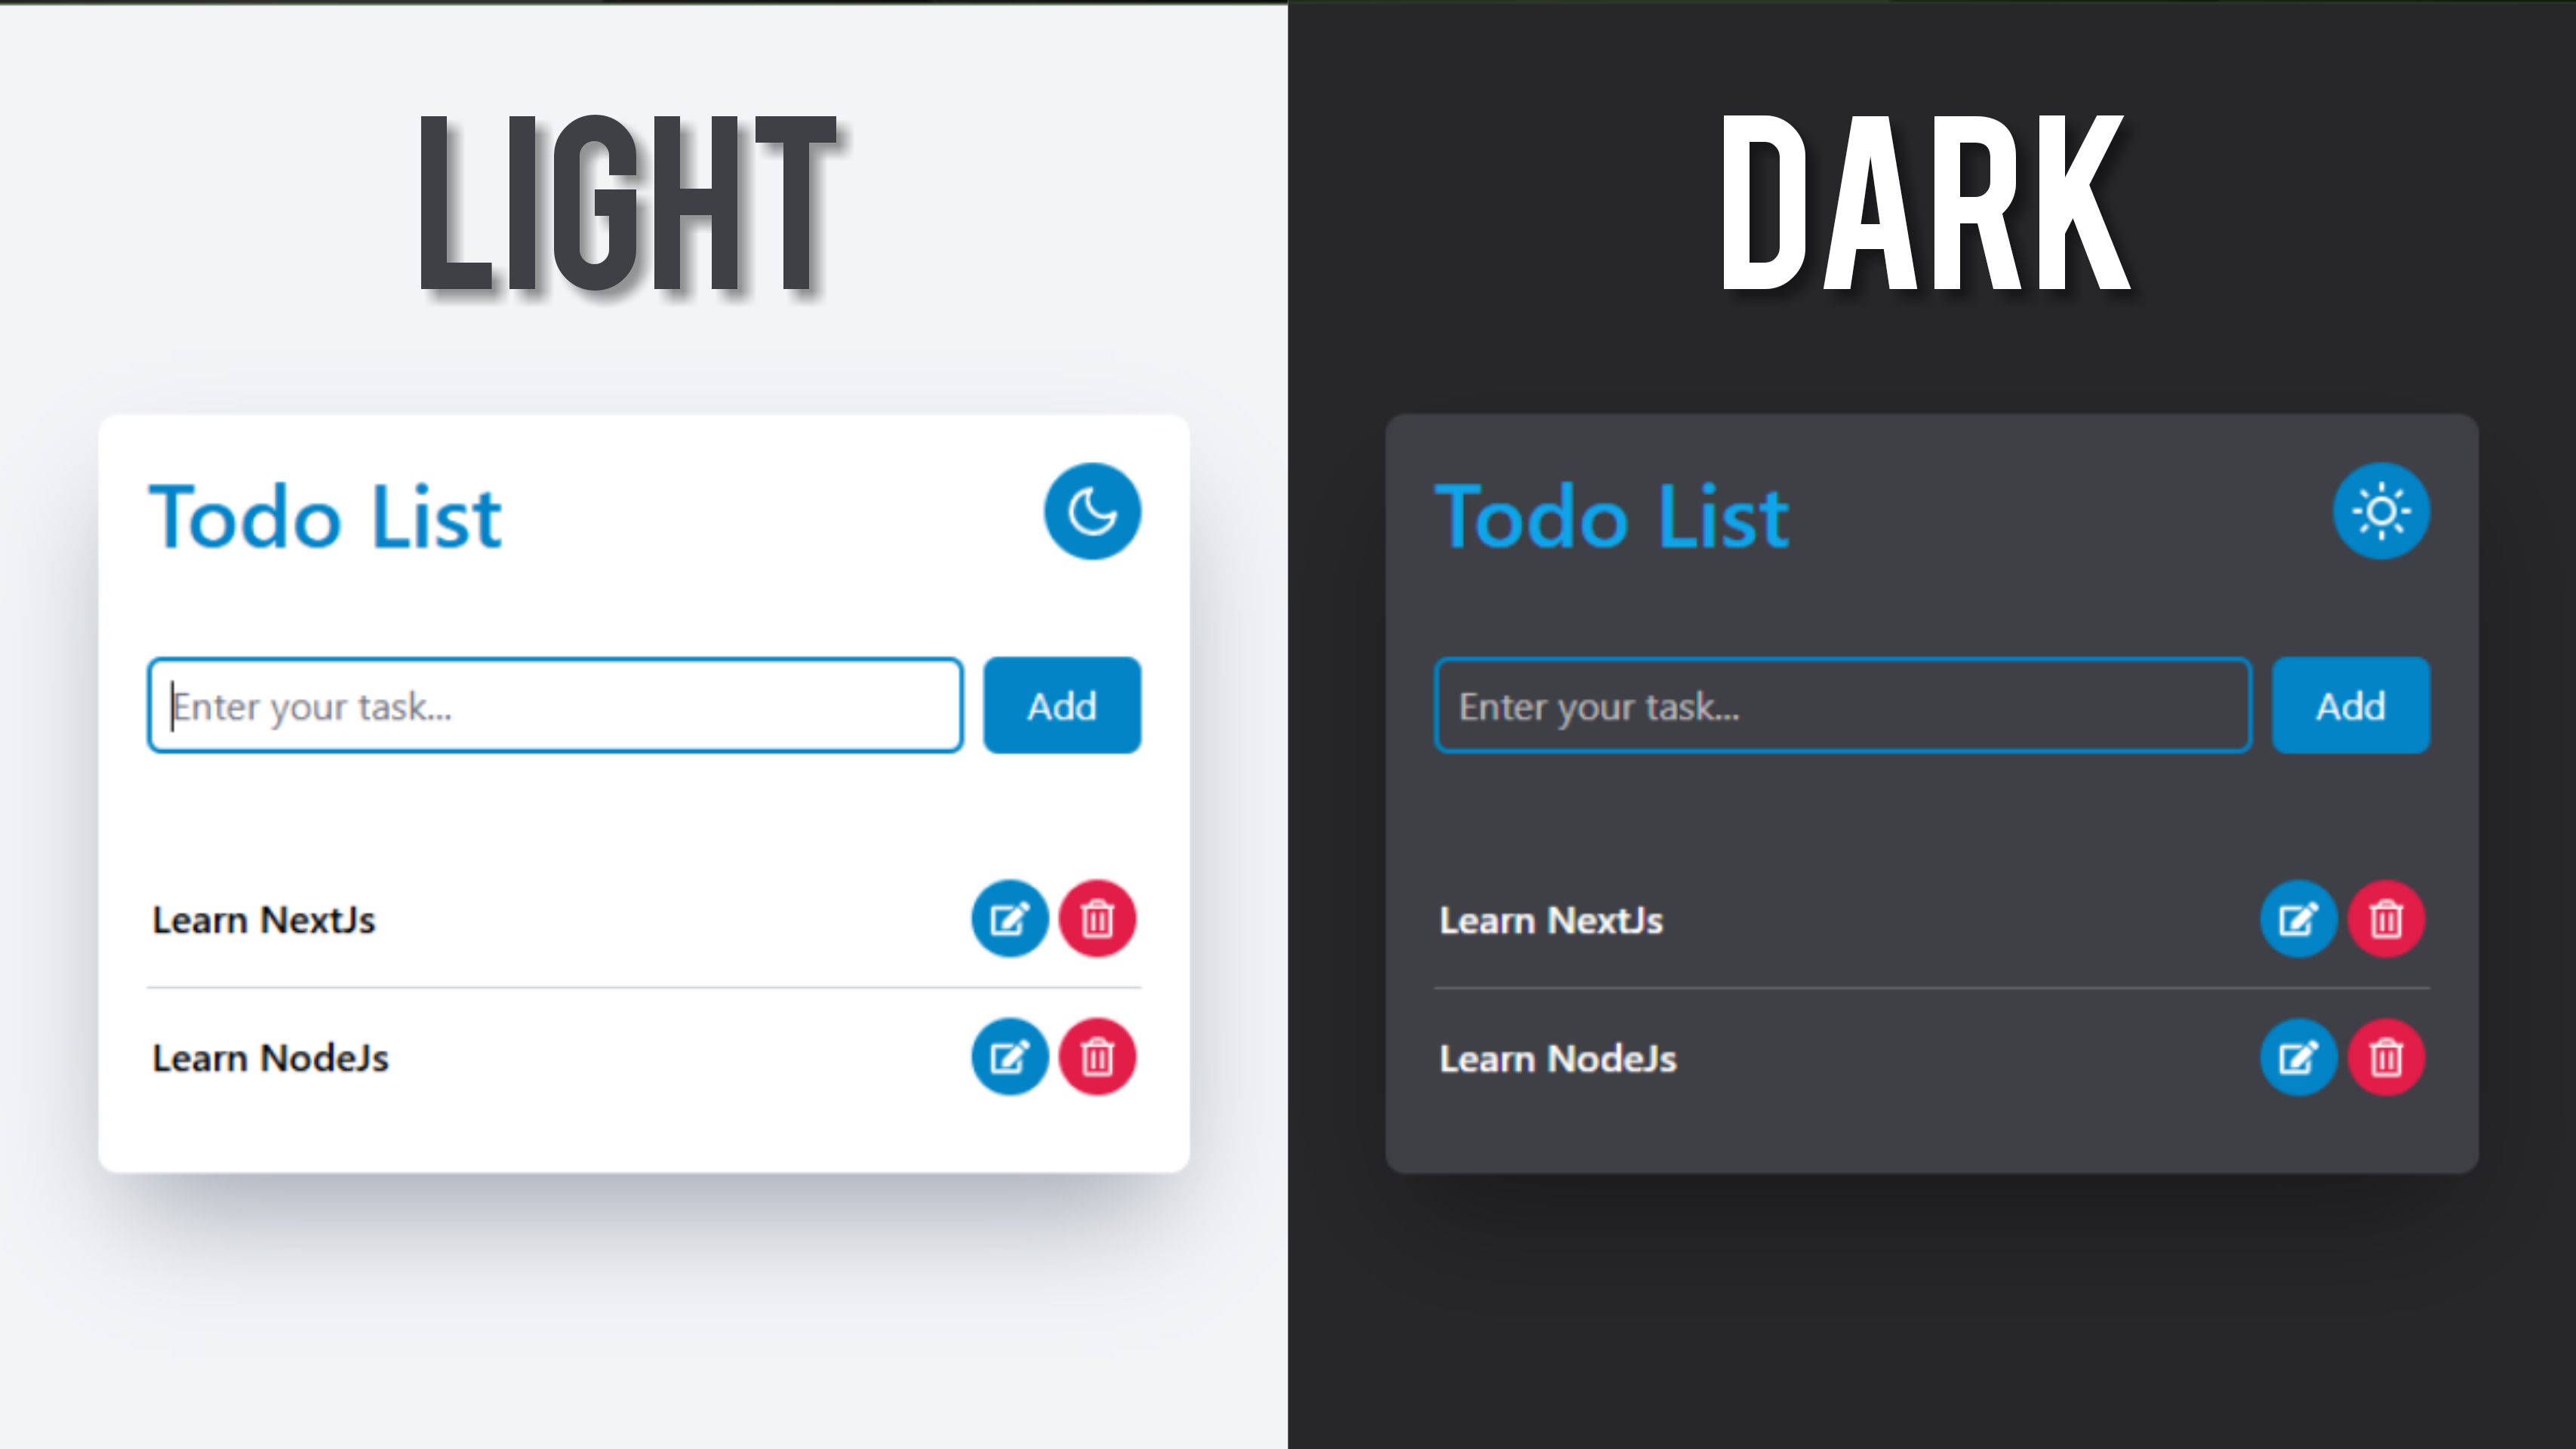 LIGHT
Todo List
Enter your task...
Add
Learn NextJs
Learn NodeJs
DARK
Todo List
Enter your task...
Add
Learn NextJs
Learn NodeJs